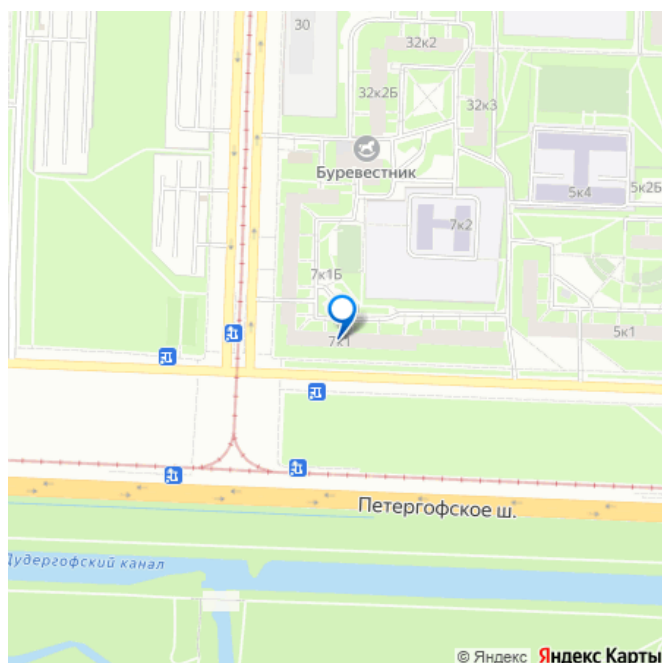 30
32к2
32к2Б
32к3
Буревестник
5к4
5к2Б
7к2
7к1Б
7к1
5к1
Петергофское ш.
Дудергофский канал
© Яндекс Яндекс Карты